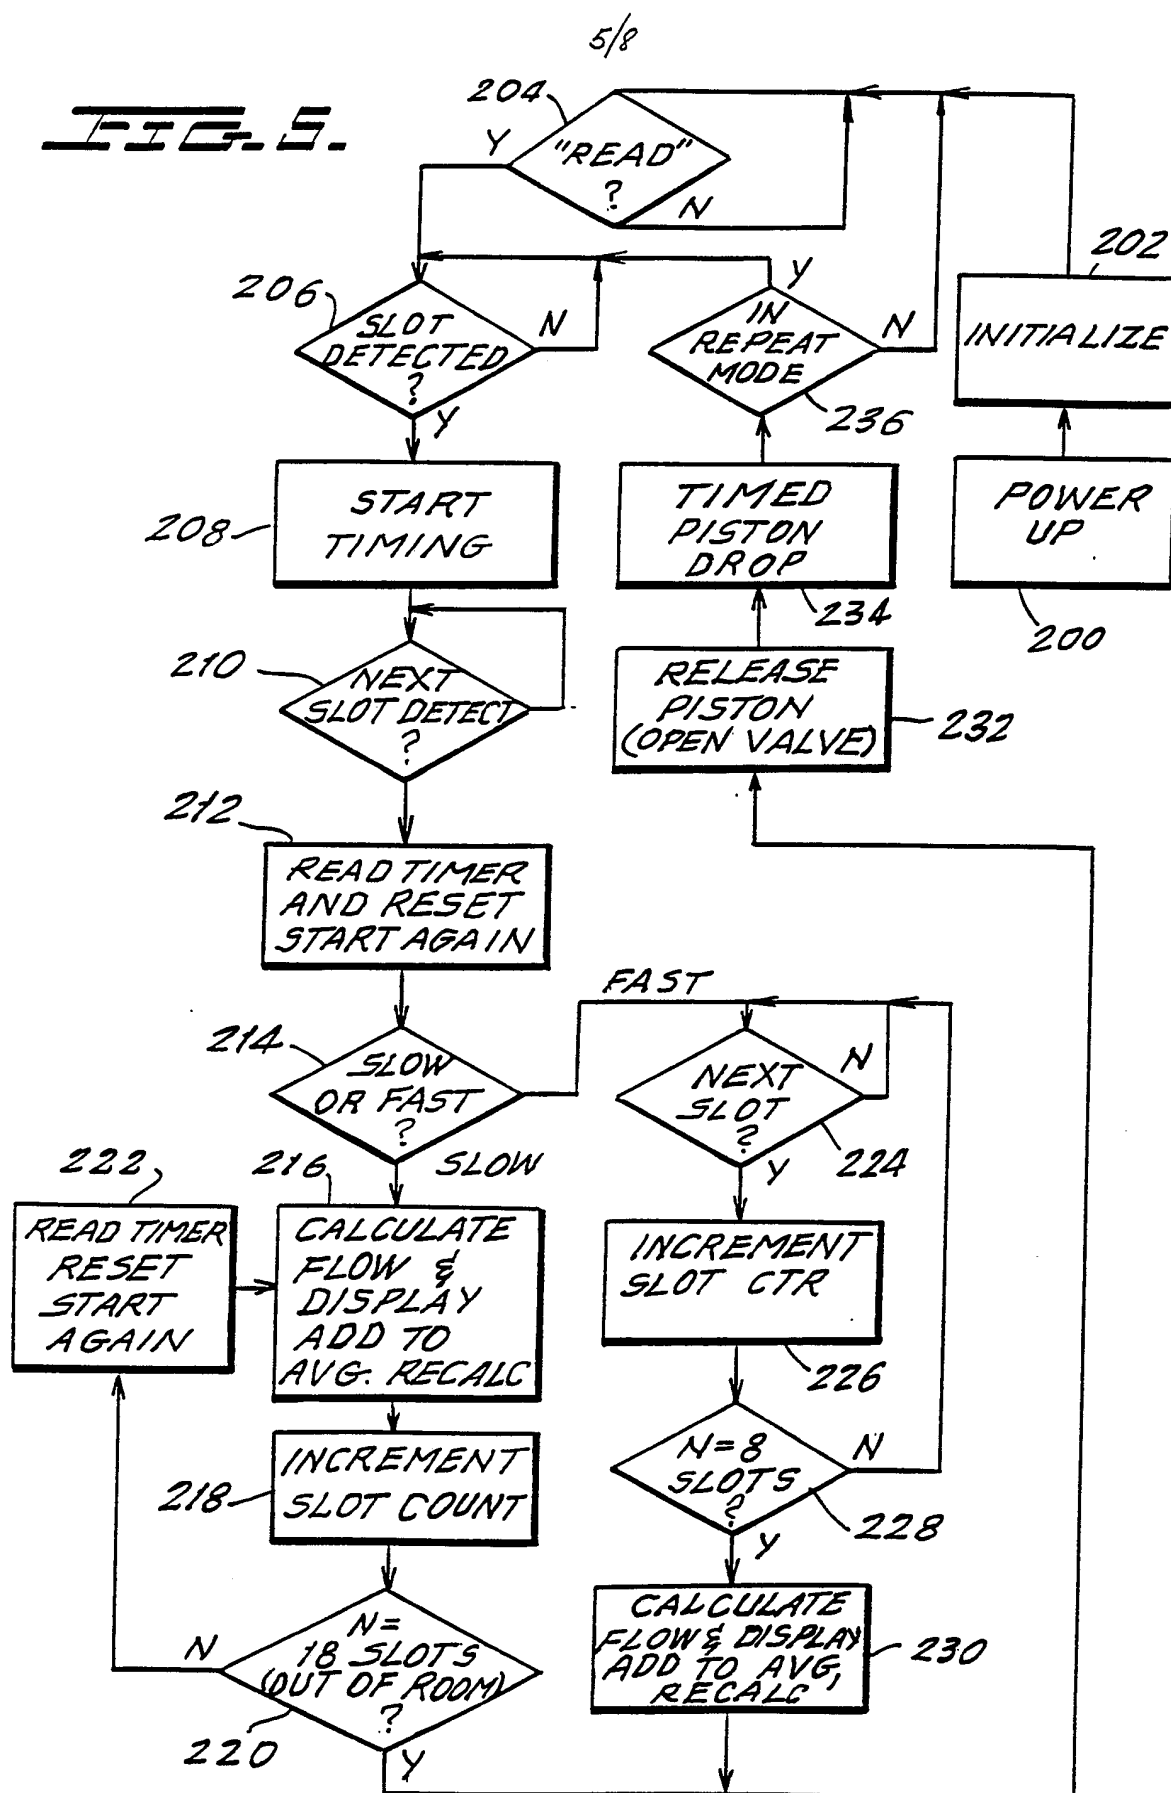 5/8
FIG. 5.
204
"READ"
?
Y
N
206
SLOT
DETECTED
?
N
Y
IN
REPEAT
MODE
Y
N
236
202
INITIALIZE
208
START
TIMING
TIMED
PISTON
DROP
234
POWER
UP
200
210
NEXT
SLOT DETECT
?
RELEASE
PISTON
(OPEN VALVE)
232
212
READ TIMER
AND RESET
START AGAIN
FAST
214
SLOW
OR FAST
?
SLOW
NEXT
SLOT
?
N
Y
224
222
READ TIMER
RESET
START
AGAIN
216
CALCULATE
FLOW &
DISPLAY
ADD TO
AVG. RECALC
INCREMENT
SLOT CTR
226
218
INCREMENT
SLOT COUNT
N=8
SLOTS
?
N
Y
228
N=
18 SLOTS
(OUT OF ROOM)
?
N
Y
220
CALCULATE
FLOW & DISPLAY
ADD TO AVG,
RECALC
230